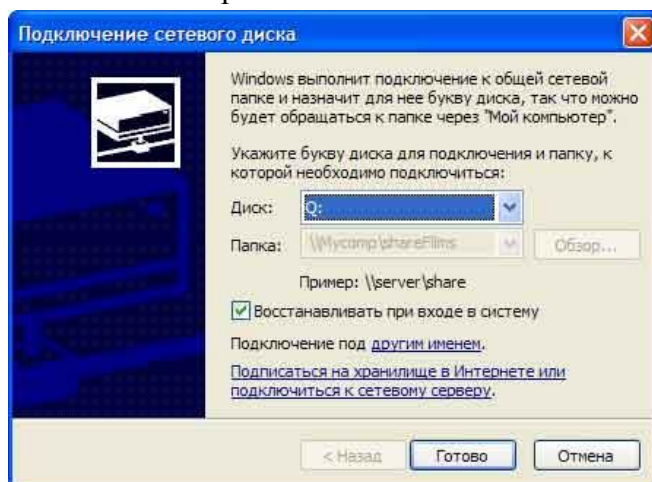 Подключение сетевого диска
Windows выполнит подключение к общей сетевой
папке и назначит для нее букву диска, так что можно
будет обращаться к папке через "Мой компьютер".
Укажите букву диска для подключения и папку, к
которой необходимо подключиться:
Диск: Q:
Папка: \\Mycomp\shareFilms Обзор...
Пример: \\server\share
Восстанавливать при входе в систему
Подключение под другим именем.
Подписаться на хранилище в Интернете или
подключиться к сетевому серверу.
< Назад Готово Отмена